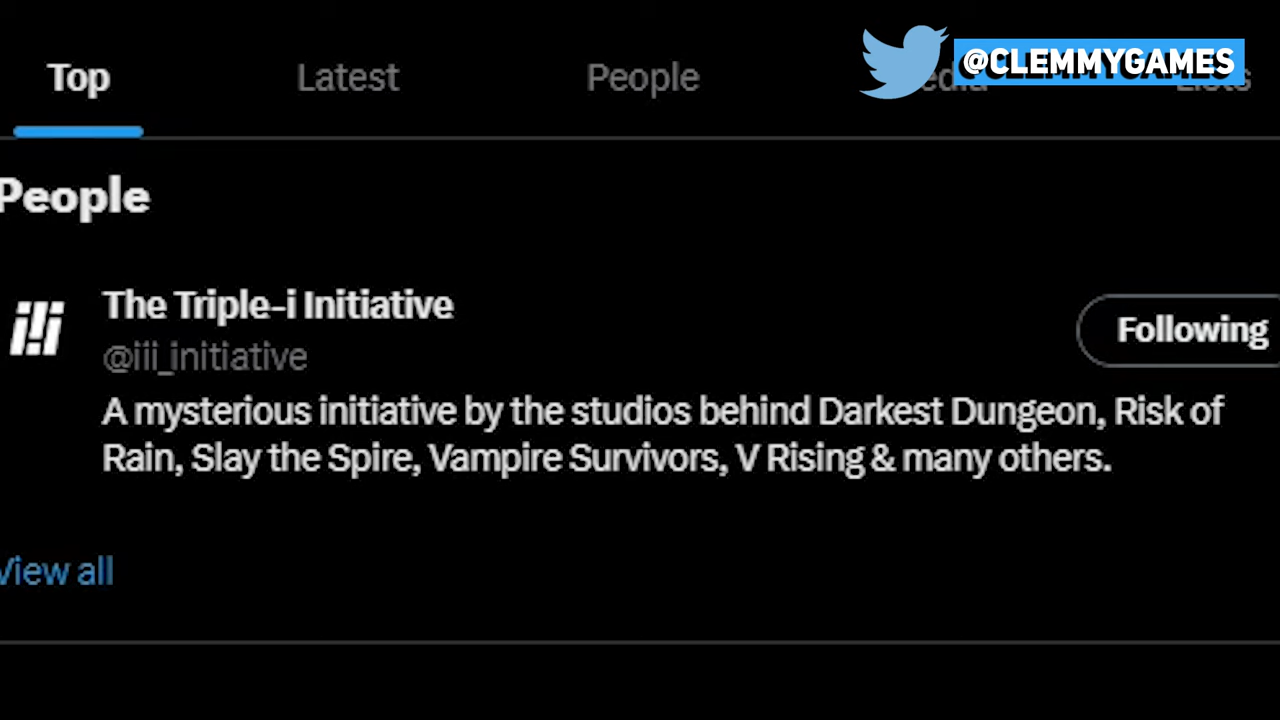 @CLEMMYGAMES
Top Latest People Lists
People
The Triple-i Initiative
@iii_initiative
Following
A mysterious initiative by the studios behind Darkest Dungeon, Risk of
Rain, Slay the Spire, Vampire Survivors, V Rising & many others.
View all